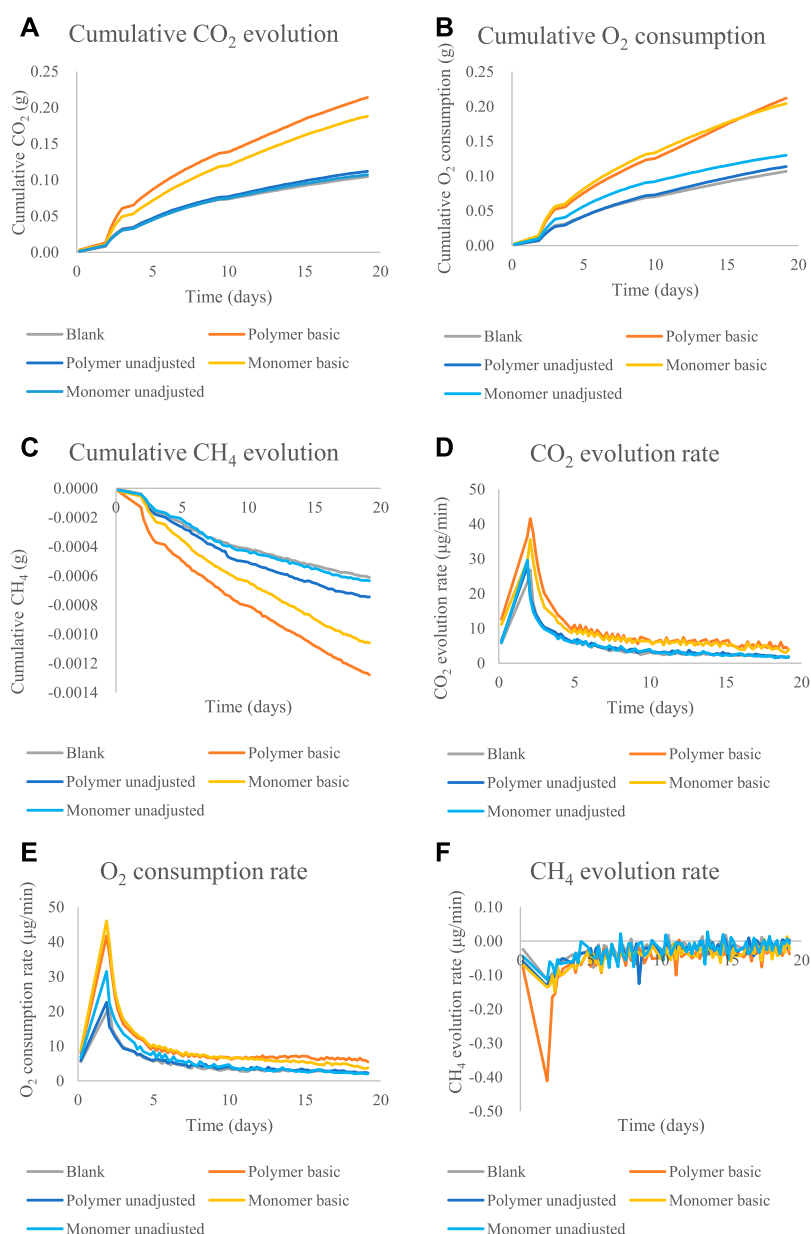 A
Cumulative CO₂ evolution
Cumulative CO₂ (g)
0.25
0.20
0.15
0.10
0.05
0.00
0 5 10 15 20
Time (days)
Blank Polymer basic
Polymer unadjusted Monomer basic
Monomer unadjusted
B
Cumulative O₂ consumption
Cumulative O₂ consumption (g)
0.25
0.20
0.15
0.10
0.05
0.00
0 5 10 15 20
Time (days)
Blank Polymer basic
Polymer unadjusted Monomer basic
Monomer unadjusted
C
Cumulative CH₄ evolution
Cumulative CH₄ (g)
0.0000
-0.0002
-0.0004
-0.0006
-0.0008
-0.0010
-0.0012
-0.0014
0 5 10 15 20
Time (days)
Blank Polymer basic
Polymer unadjusted Monomer basic
Monomer unadjusted
D
CO₂ evolution rate
CO₂ evolution rate (µg/min)
50
40
30
20
10
0
0 5 10 15 20
Time (days)
Blank Polymer basic
Polymer unadjusted Monomer basic
Monomer unadjusted
E
O₂ consumption rate
O₂ consumption rate (µg/min)
50
40
30
20
10
0
0 5 10 15 20
Time (days)
Blank Polymer basic
Polymer unadjusted Monomer basic
Monomer unadjusted
F
CH₄ evolution rate
CH₄ evolution rate (µg/min)
0.10
0.00
-0.10
-0.20
-0.30
-0.40
-0.50
0 5 10 15 20
Time (days)
Blank Polymer basic
Polymer unadjusted Monomer basic
Monomer unadjusted